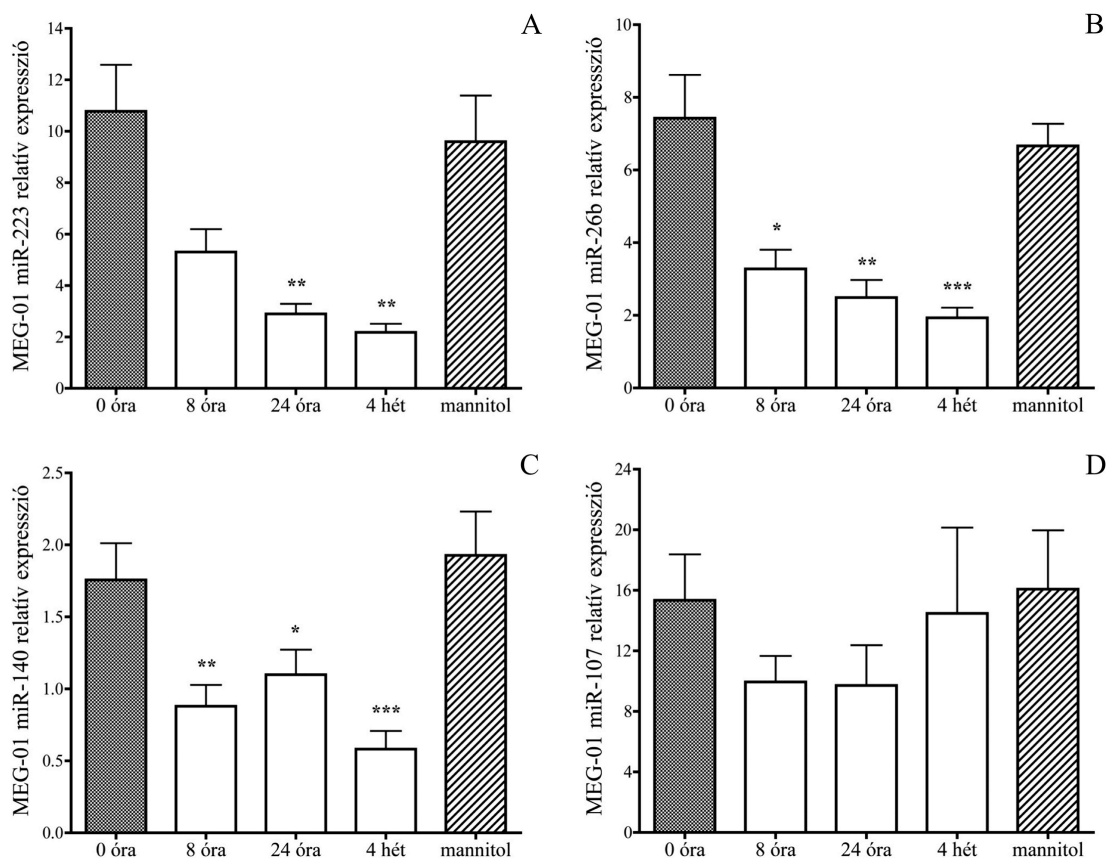 A
MEG-01 miR-223 relatív expresszió
14
12
10
8
6
4
2
0
**
**
0 óra 8 óra 24 óra 4 hét mannitol
B
MEG-01 miR-26b relatív expresszió
10
8
6
4
2
0
*
**
***
0 óra 8 óra 24 óra 4 hét mannitol
C
MEG-01 miR-140 relatív expresszió
2.5
2.0
1.5
1.0
0.5
0.0
**
*
***
0 óra 8 óra 24 óra 4 hét mannitol
D
MEG-01 miR-107 relatív expresszió
24
20
16
12
8
4
0
0 óra 8 óra 24 óra 4 hét mannitol